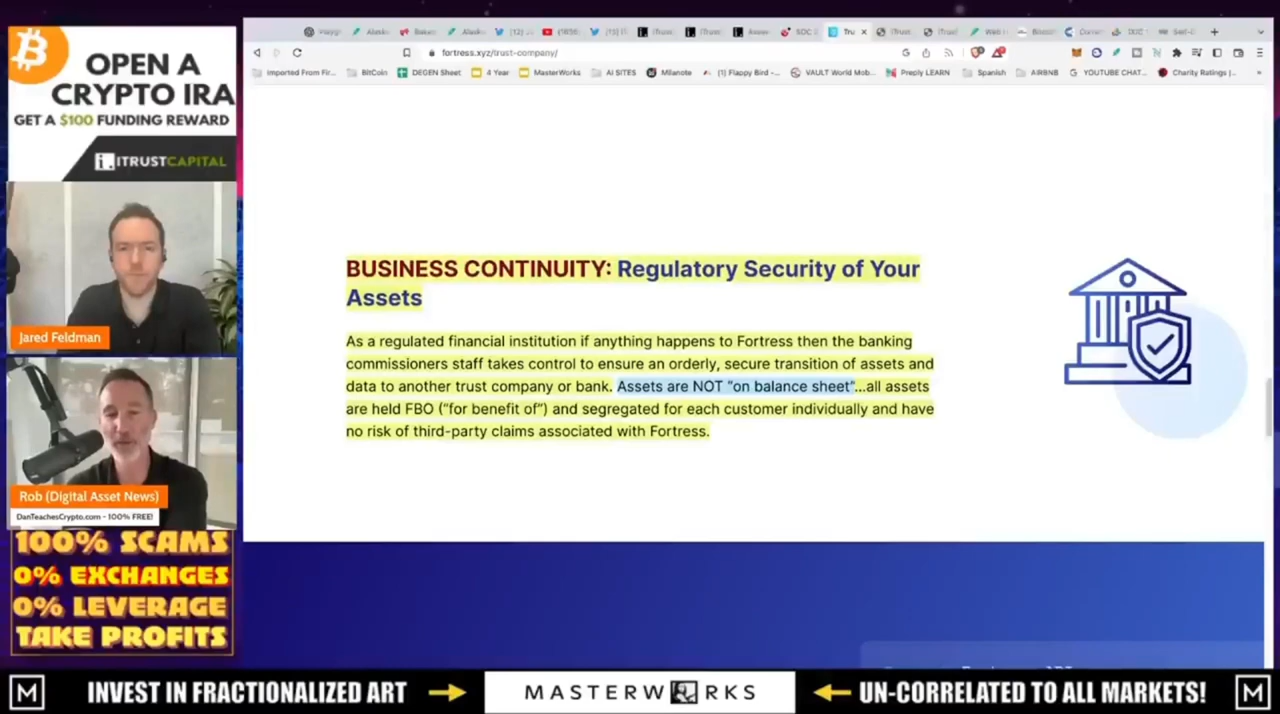 OPEN A
CRYPTO IRA
GET A $100 FUNDING REWARD
i. ITRUSTCAPITAL
Jared Feldman
Rob (Digital Asset News)
DanTeachesCrypto.com - 100% FREE!
100% SCAMS
0% EXCHANGES
0% LEVERAGE
TAKE PROFITS
fortress.xyz/trust-company/
Imported From Fir...
BitCoin
DEGEN Sheet
4 Year
MasterWorks
AI SITES
Milanote
(1) Flappy Bird -...
VAULT World Mob...
Preply LEARN
Spanish
AIRBNB
YOUTUBE CHAT...
Charity Ratings |...
BUSINESS CONTINUITY: Regulatory Security of Your
Assets
As a regulated financial institution if anything happens to Fortress then the banking
commissioners staff takes control to ensure an orderly, secure transition of assets and
data to another trust company or bank. Assets are NOT “on balance sheet”...all assets
are held FBO (“for benefit of”) and segregated for each customer individually and have
no risk of third-party claims associated with Fortress.
M INVEST IN FRACTIONALIZED ART MASTERWORKS UN-CORRELATED TO ALL MARKETS! M